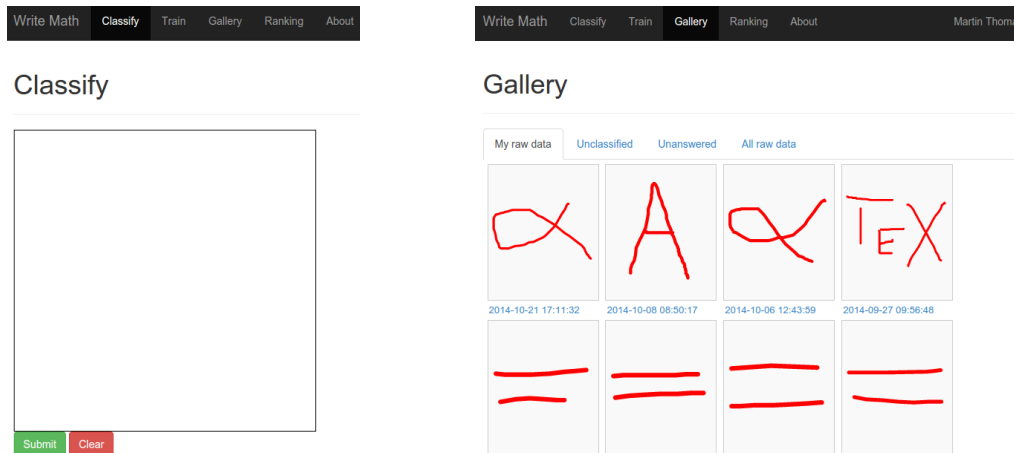 Write Math Classify Train Gallery Ranking About
Classify
Submit Clear
Write Math Classify Train Gallery Ranking About Martin Thoma
Gallery
My raw data Unclassified Unanswered All raw data
α A α TEX
2014-10-21 17:11:32 2014-10-08 08:50:17 2014-10-06 12:43:59 2014-09-27 09:56:48
= = = =